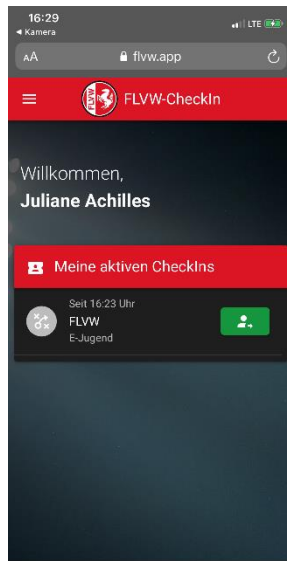 16:29
◀ Kamera
LTE
AA
flvw.app
FLVW
FLVW-CheckIn
Willkommen,
Juliane Achilles
Meine aktiven CheckIns
Seit 16:23 Uhr
FLVW
E-Jugend